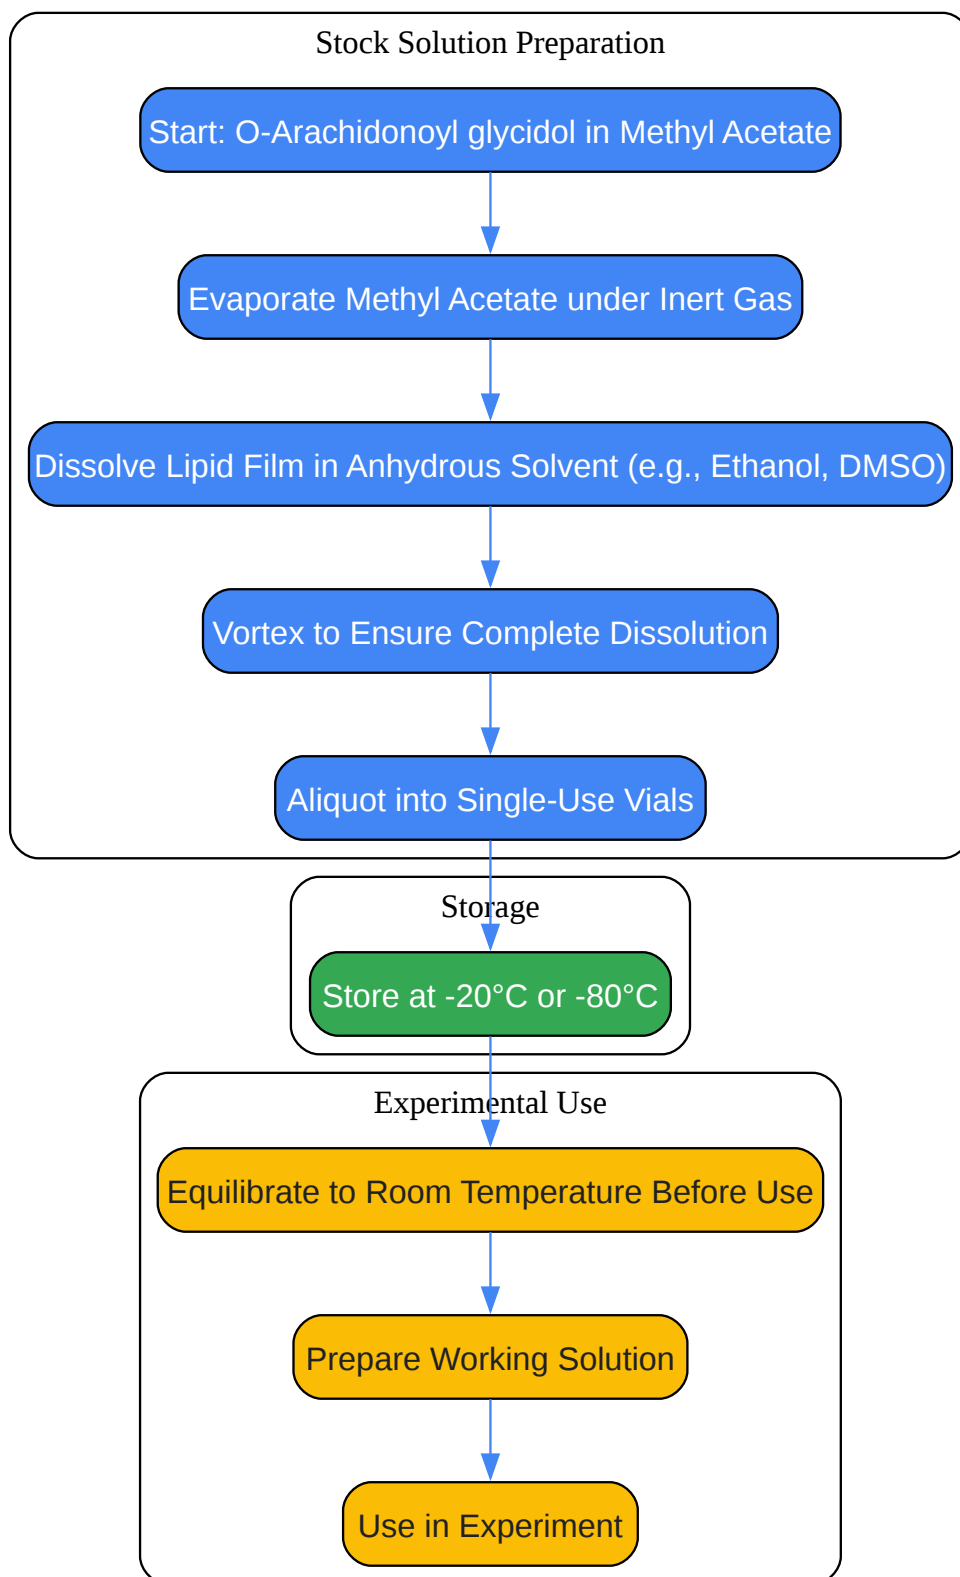 Stock Solution Preparation
Start: O-Arachidonoyl glycidol in Methyl Acetate
Evaporate Methyl Acetate under Inert Gas
Dissolve Lipid Film in Anhydrous Solvent (e.g., Ethanol, DMSO)
Vortex to Ensure Complete Dissolution
Aliquot into Single-Use Vials
Storage
Store at -20°C or -80°C
Experimental Use
Equilibrate to Room Temperature Before Use
Prepare Working Solution
Use in Experiment